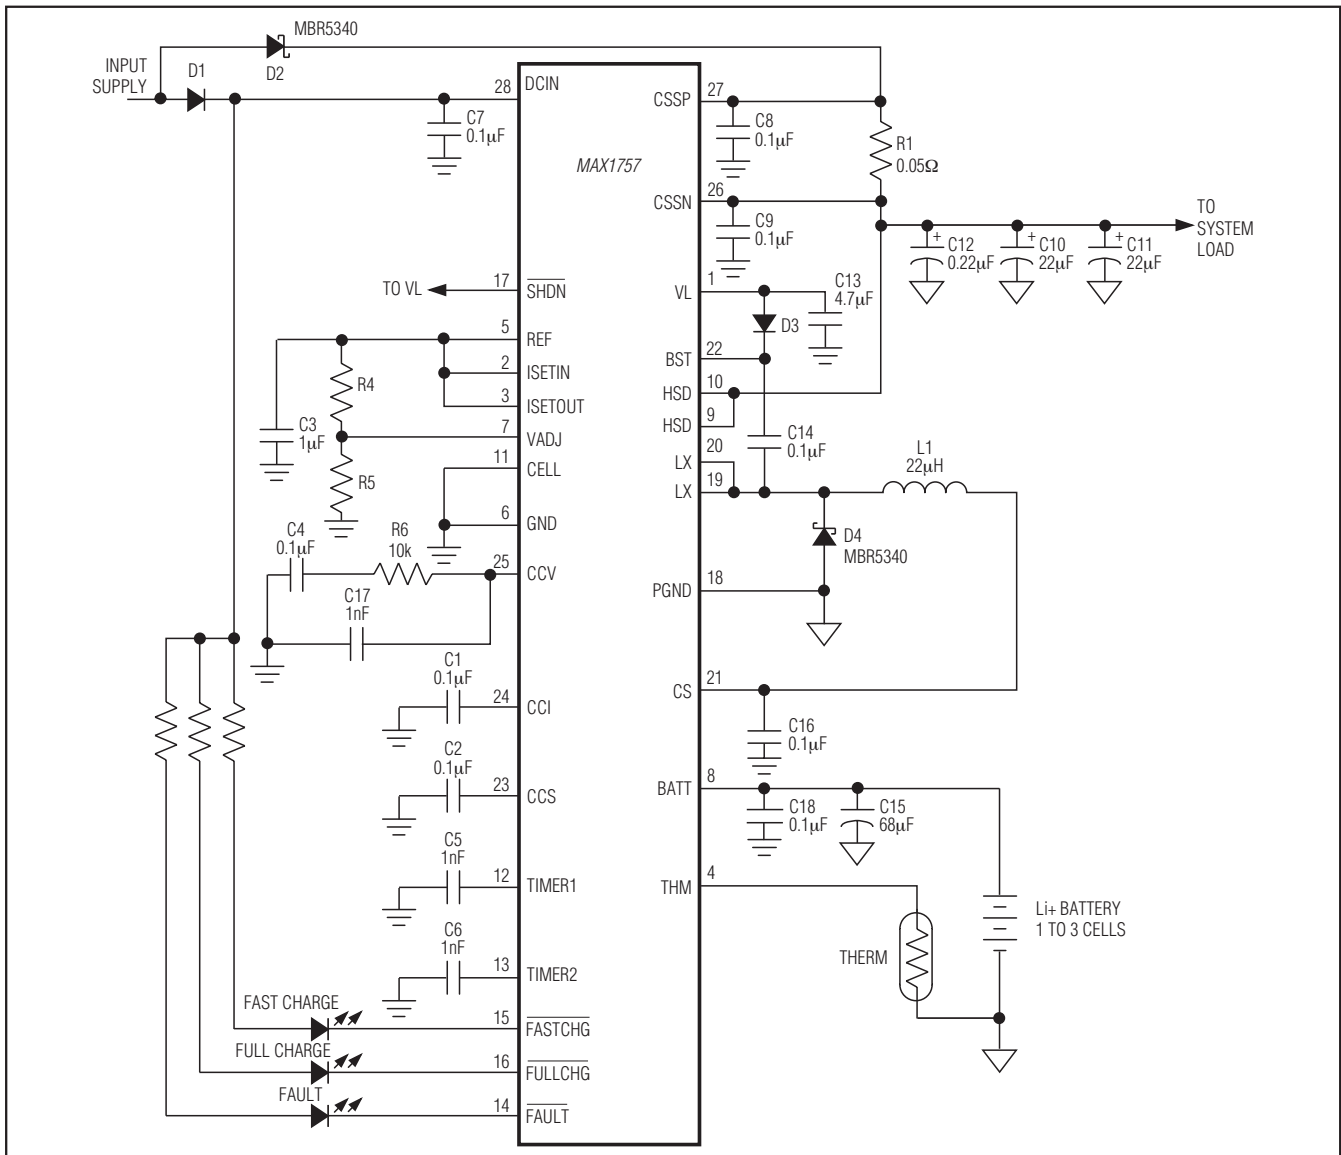 MBR5340
D2
INPUT
SUPPLY
D1
28
DCIN
C7
0.1μF
MAX1757
CSSP
27
C8
0.1μF
R1
0.05Ω
CSSN
26
C9
0.1μF
TO
SYSTEM
LOAD
+
C12
0.22μF
+
C10
22μF
+
C11
22μF
TO VL
17
SHDN
VL
1
C13
4.7μF
D3
5
REF
2
ISETIN
3
ISETOUT
R4
7
VADJ
C3
1μF
R5
11
CELL
6
GND
BST
22
HSD
10
HSD
9
LX
20
LX
19
C14
0.1μF
L1
22μH
D4
MBR5340
PGND
18
C4
0.1μF
R6
10k
25
CCV
C17
1nF
C1
0.1μF
24
CCI
CS
21
C16
0.1μF
C2
0.1μF
23
CCS
BATT
8
C18
0.1μF
C15
68μF
C5
1nF
12
TIMER1
THM
4
THERM
Li+ BATTERY
1 TO 3 CELLS
C6
1nF
13
TIMER2
FAST CHARGE
15
FASTCHG
FULL CHARGE
16
FULLCHG
FAULT
14
FAULT